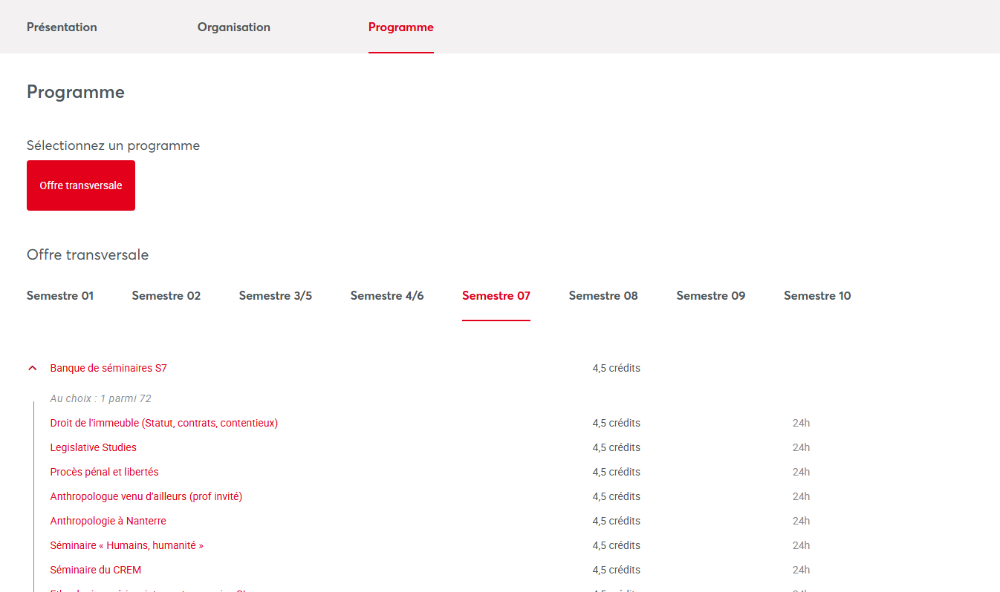 Présentation Organisation Programme
Programme
Sélectionnez un programme
Offre transversale
Offre transversale
Semestre 01 Semestre 02 Semestre 3/5 Semestre 4/6 Semestre 07 Semestre 08 Semestre 09 Semestre 10
Banque de séminaires S7 4,5 crédits
Au choix : 1 parmi 72
Droit de l'immeuble (Statut, contrats, contentieux) 4,5 crédits 24h
Legislative Studies 4,5 crédits 24h
Procès pénal et libertés 4,5 crédits 24h
Anthropologue venu d’ailleurs (prof invité) 4,5 crédits 24h
Anthropologie à Nanterre 4,5 crédits 24h
Séminaire « Humains, humanité » 4,5 crédits 24h
Séminaire du CREM 4,5 crédits 24h